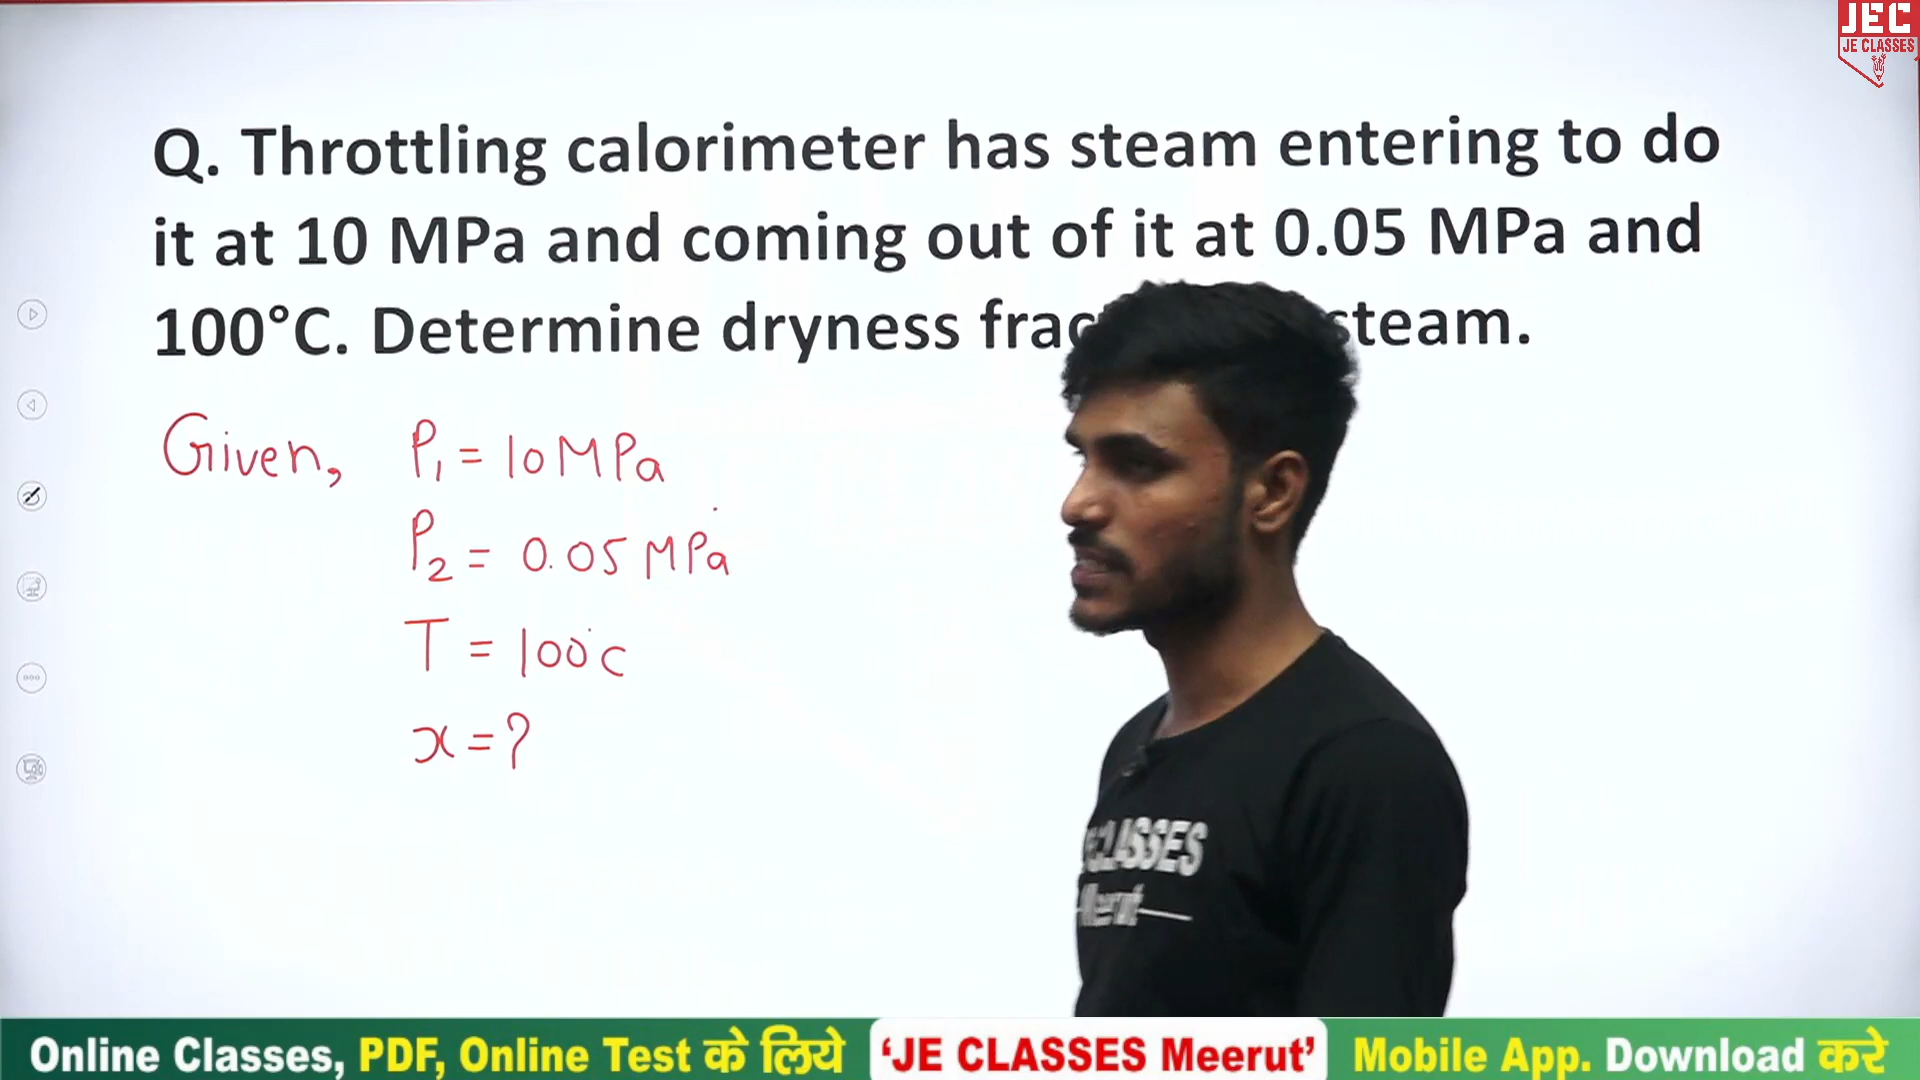 JEC
JE CLASSES
Q. Throttling calorimeter has steam entering to do
it at 10 MPa and coming out of it at 0.05 MPa and
100°C. Determine dryness steam.
Given, P₁ = 10 MPa
P₂ = 0.05 MPa
T = 100°C
x = ?
CLASSES
Meerut
Online Classes, PDF, Online Test के लिये 'JE CLASSES Meerut' Mobile App. Download करे